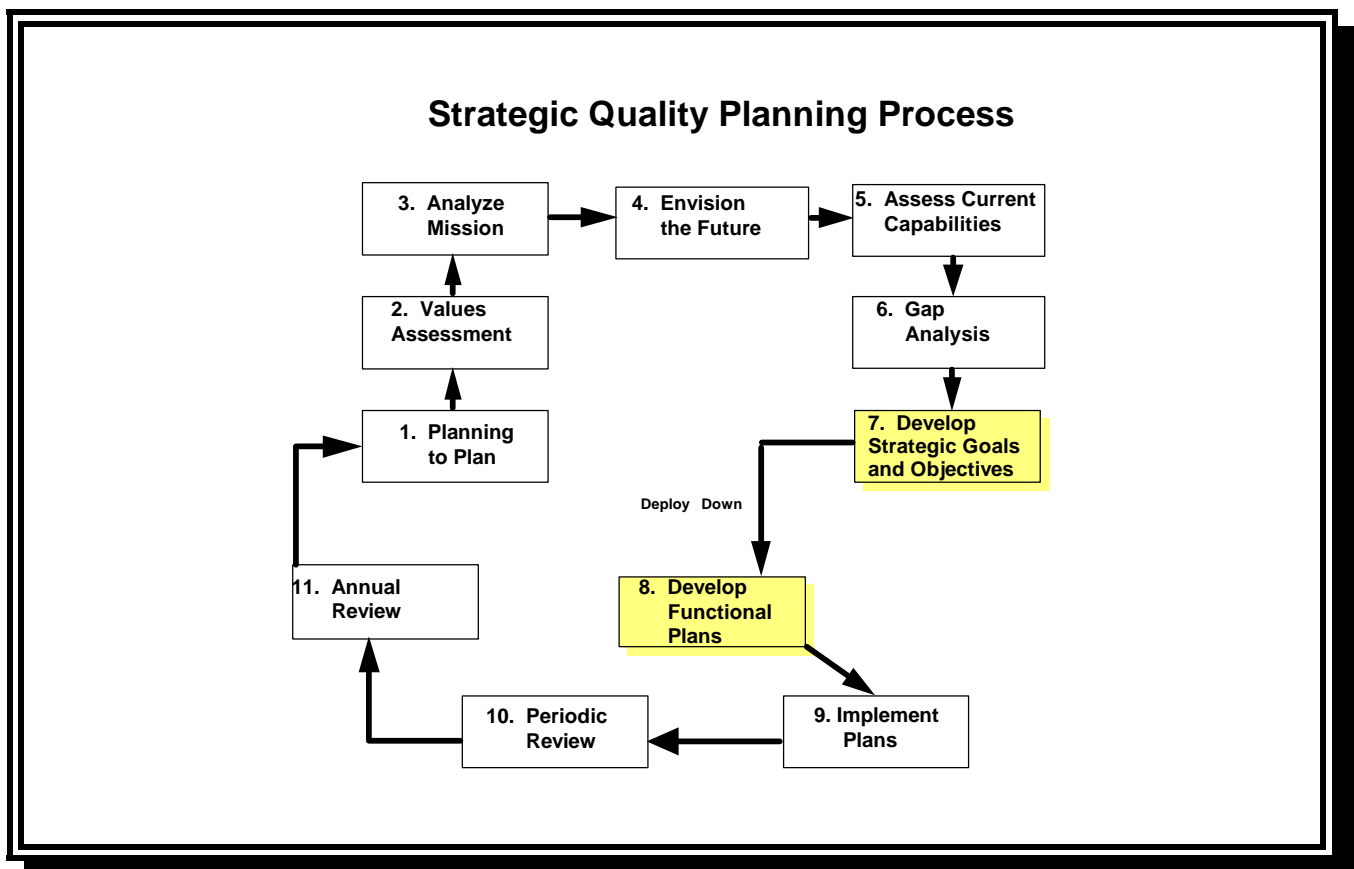 Strategic Quality Planning Process
3. Analyze
Mission
4. Envision
the Future
5. Assess Current
Capabilities
2. Values
Assessment
6. Gap
Analysis
1. Planning
to Plan
7. Develop
Strategic Goals
and Objectives
Deploy Down
11. Annual
Review
8. Develop
Functional
Plans
10. Periodic
Review
9. Implement
Plans